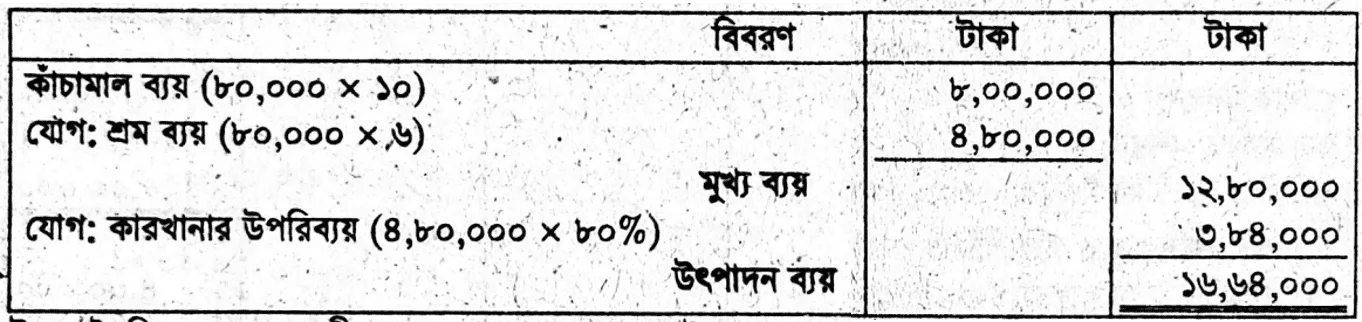 বিবরণ টাকা টাকা
কাঁচামাল ব্যয় (৮০,০০০ × ১০) ৮,০০,০০০
যোগ: শ্রম ব্যয় (৮০,০০০ × ৬) ৪,৮০,০০০
মুখ্য ব্যয় ১২,৮০,০০০
যোগ: কারখানার উপরিব্যয় (৪,৮০,০০০ × ৮০%) ৩,৮৪,০০০
উৎপাদন ব্যয় ১৬,৬৪,০০০